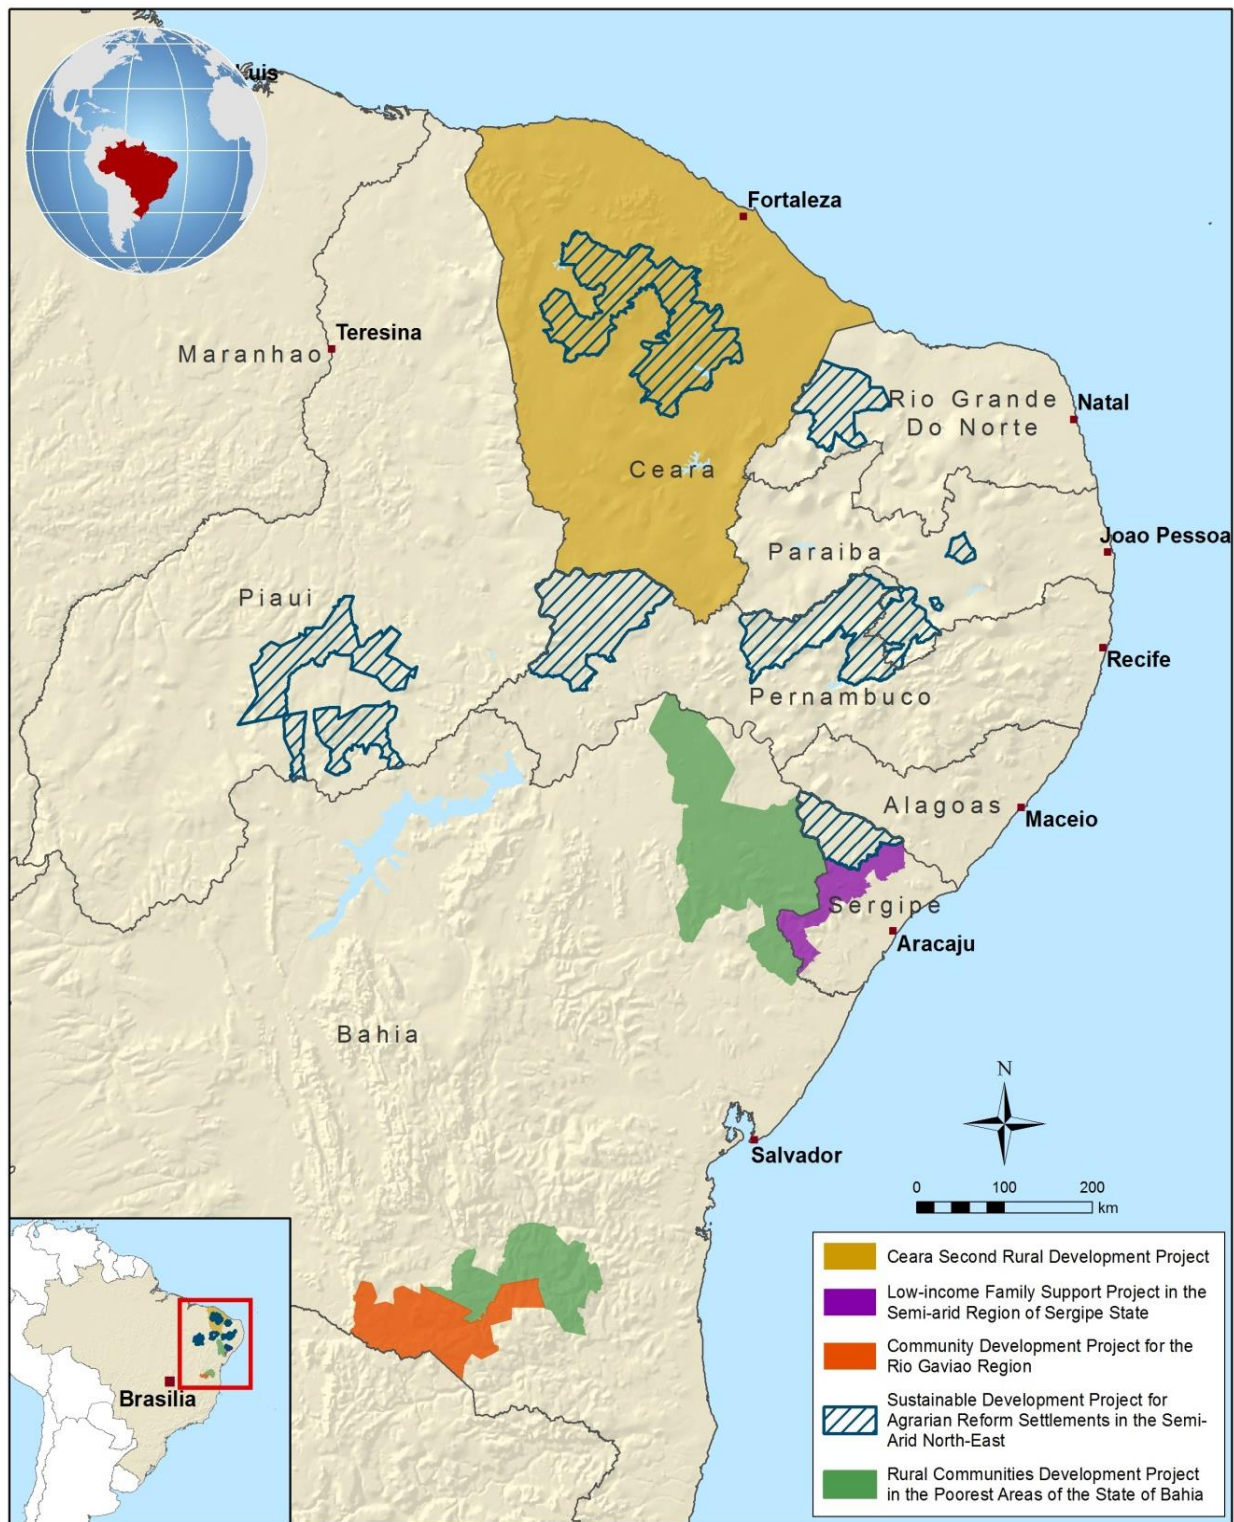 Luis
Fortaleza
Teresina
Maranhao
Rio Grande
Do Norte
Natal
Ceara
Joao Pessoa
Paraiba
Piaui
Recife
Pernambuco
Alagoas
Maceio
Sergipe
Aracaju
Bahia
N
Salvador
0 100 200
km
Brasilia
Ceara Second Rural Development Project
Low-income Family Support Project in the
Semi-arid Region of Sergipe State
Community Development Project for the
Rio Gaviao Region
Sustainable Development Project for
Agrarian Reform Settlements in the Semi-
Arid North-East
Rural Communities Development Project
in the Poorest Areas of the State of Bahia